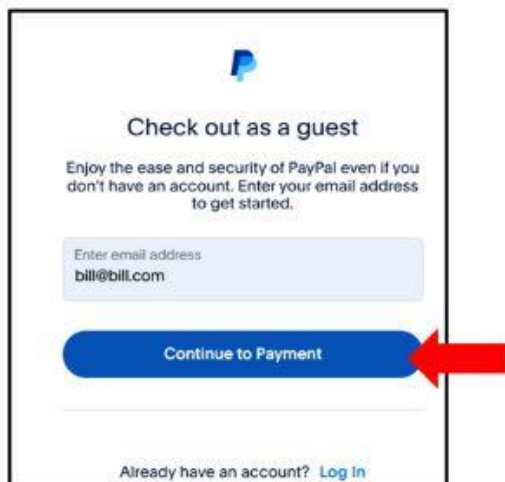 Check out as a guest
Enjoy the ease and security of PayPal even if you
don't have an account. Enter your email address
to get started.
Enter email address
bill@bill.com
Continue to Payment
Already have an account? Log In